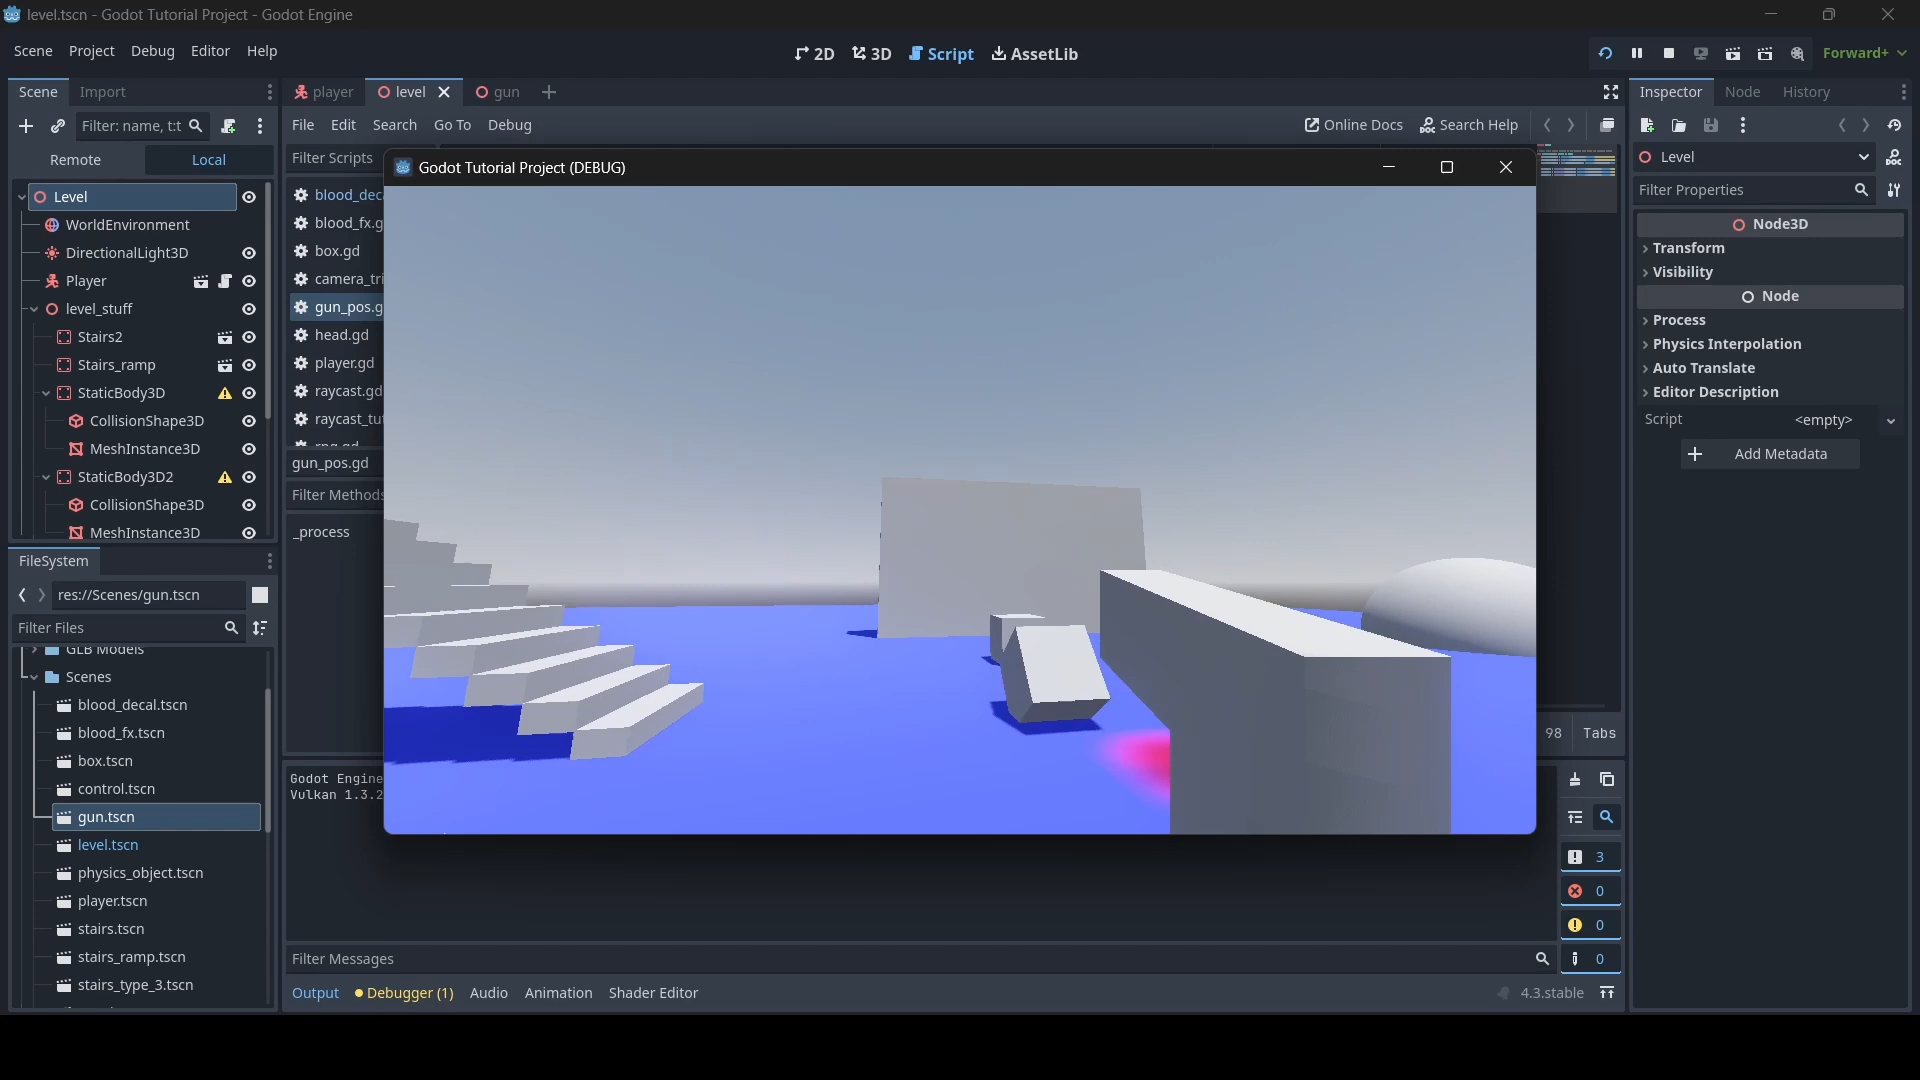 level.tscn - Godot Tutorial Project - Godot Engine
Scene Project Debug Editor Help
2D 3D Script AssetLib
Forward+
Scene Import
player level gun
Inspector Node History
Filter: name, t:t
File Edit Search Go To Debug
Online Docs Search Help
Remote Local
Filter Scripts
Level
Filter Properties
Godot Tutorial Project (DEBUG)
Level
WorldEnvironment
DirectionalLight3D
Player
level_stuff
Stairs2
Stairs_ramp
StaticBody3D
CollisionShape3D
MeshInstance3D
StaticBody3D2
CollisionShape3D
MeshInstance3D
blood_dec
blood_fx.g
box.gd
camera_tri
gun_pos.g
head.gd
player.gd
raycast.gd
raycast_tut
rng.gd
gun_pos.gd
Filter Methods
_process
Node3D
Transform
Visibility
Node
Process
Physics Interpolation
Auto Translate
Editor Description
Script <empty>
Add Metadata
FileSystem
res://Scenes/gun.tscn
Filter Files
GLB Models
Scenes
blood_decal.tscn
blood_fx.tscn
box.tscn
control.tscn
gun.tscn
level.tscn
physics_object.tscn
player.tscn
stairs.tscn
stairs_ramp.tscn
stairs_type_3.tscn
98 Tabs
Godot Engine
Vulkan 1.3.2
3
0
0
0
Filter Messages
Output Debugger (1) Audio Animation Shader Editor
4.3.stable